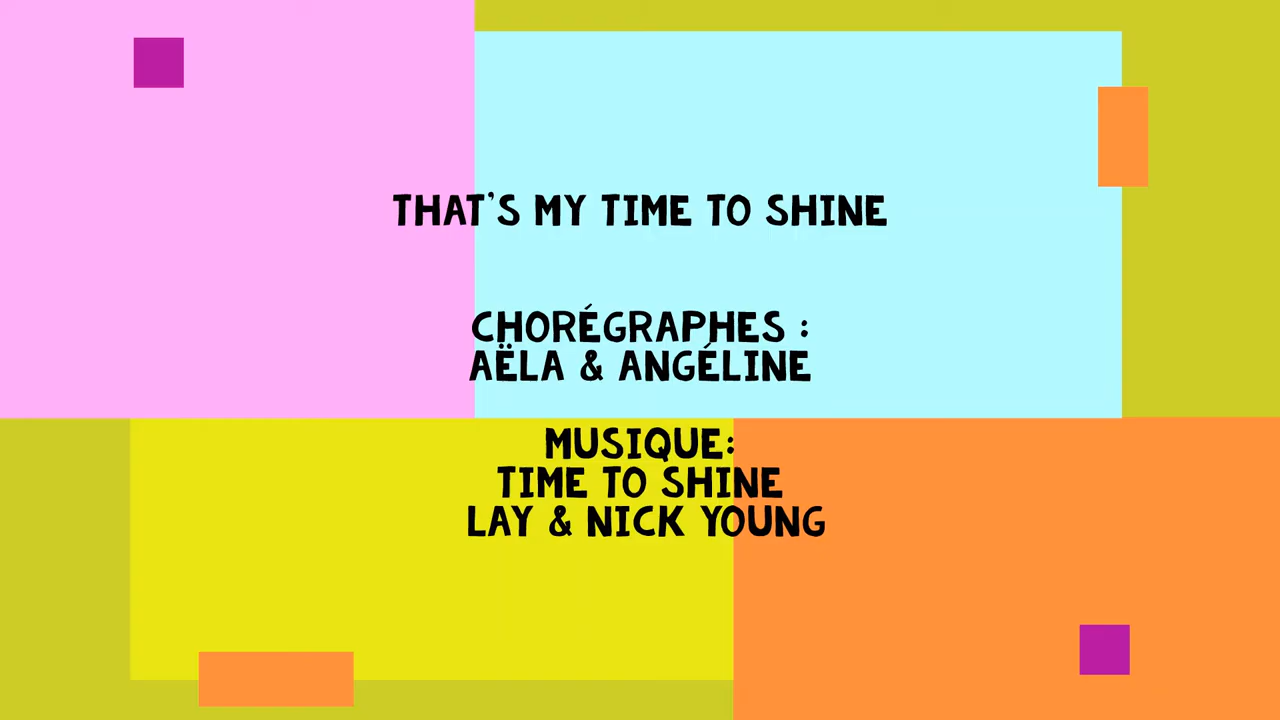 THAT'S MY TIME TO SHINE
CHORÉGRAPHES :
AËLA & ANGÉLINE
MUSIQUE:
TIME TO SHINE
LAY & NICK YOUNG